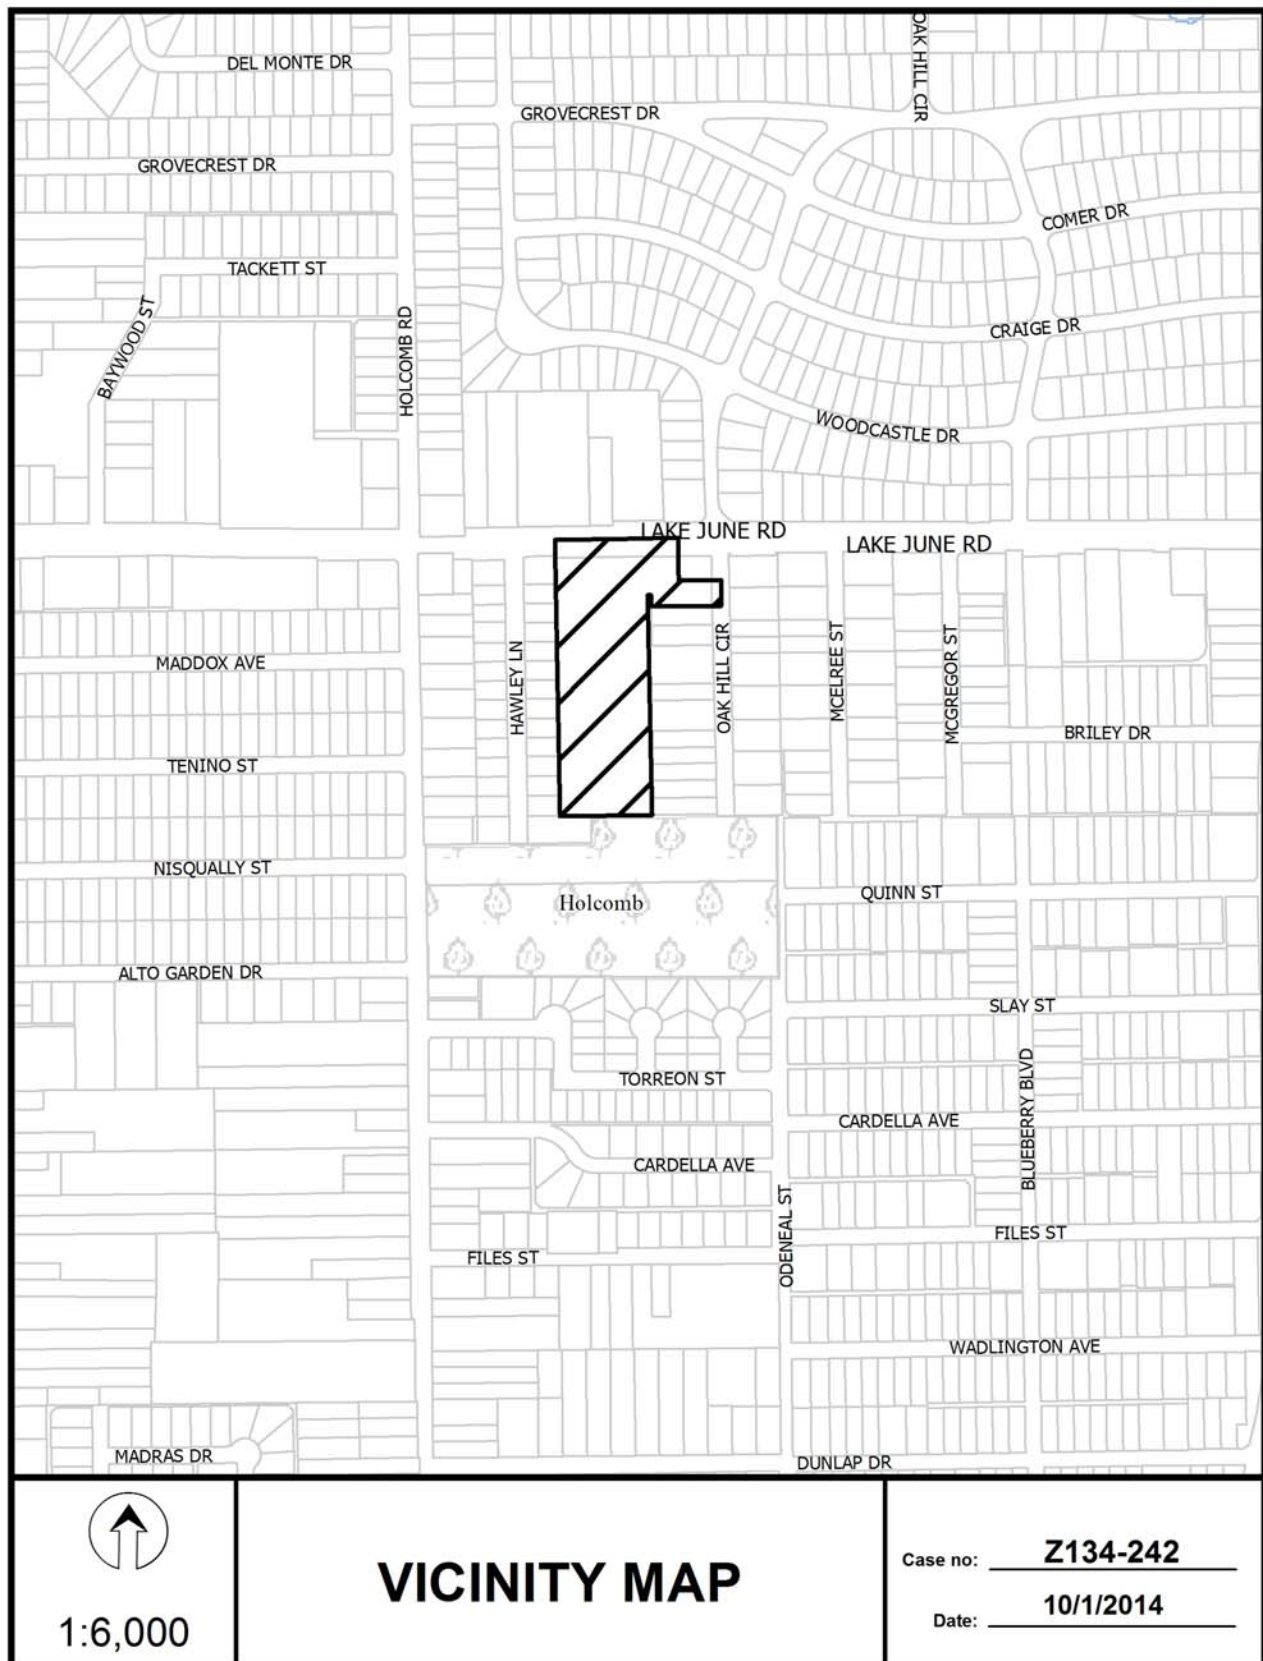 OAK HILL CIR
DEL MONTE DR
GROVECREST DR
GROVECREST DR
COMER DR
TACKETT ST
BAYWOOD ST
HOLCOMB RD
CRAIGE DR
WOODCASTLE DR
LAKE JUNE RD
LAKE JUNE RD
HAWLEY LN
OAK HILL CIR
MCELREE ST
MCGREGOR ST
MADDOX AVE
BRILEY DR
TENINO ST
NISQUALLY ST
QUINN ST
Holcomb
ALTO GARDEN DR
SLAY ST
TORREON ST
BLUEBERRY BLVD
CARDELLA AVE
CARDELLA AVE
ODENEAL ST
FILES ST
FILES ST
WADLINGTON AVE
MADRAS DR
DUNLAP DR
1:6,000
VICINITY MAP
Case no: Z134-242
Date: 10/1/2014